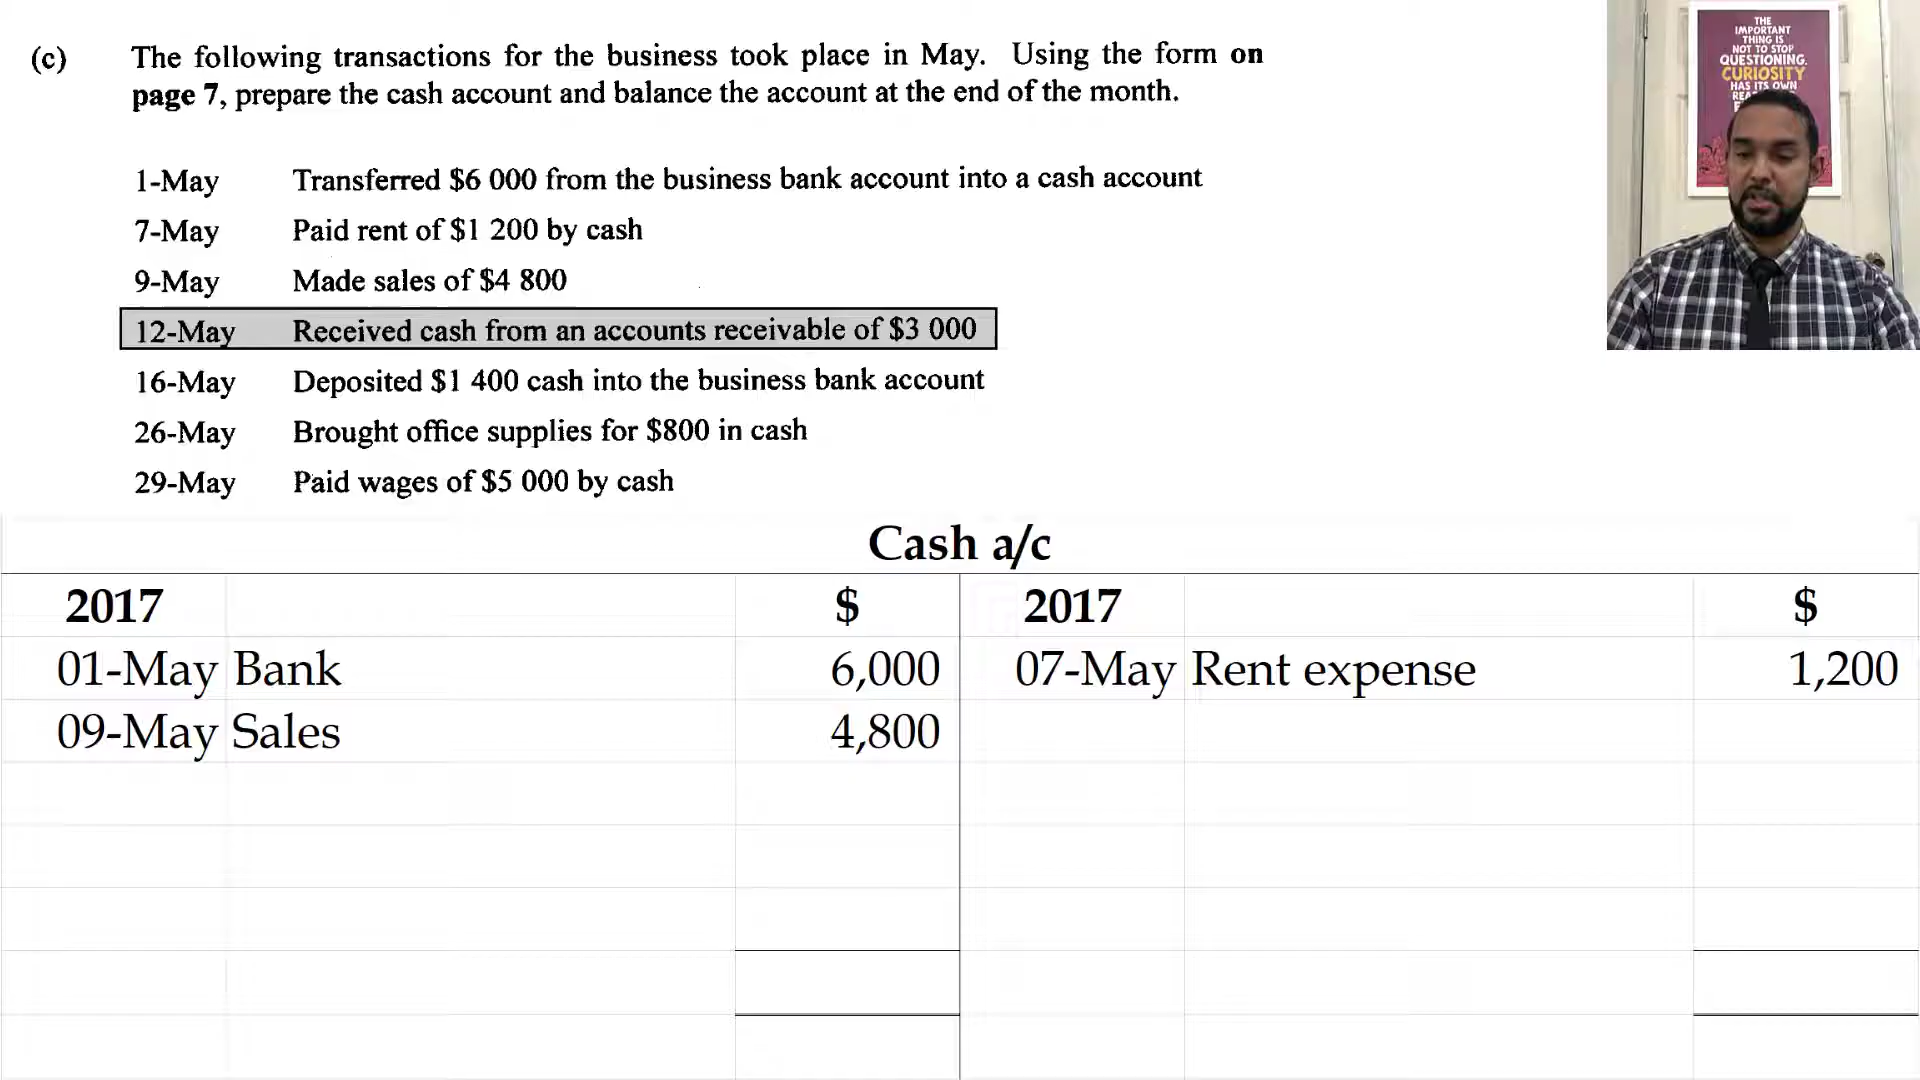 (c) The following transactions for the business took place in May. Using the form on
page 7, prepare the cash account and balance the account at the end of the month.
1-May Transferred $6 000 from the business bank account into a cash account
7-May Paid rent of $1 200 by cash
9-May Made sales of $4 800
12-May Received cash from an accounts receivable of $3 000
16-May Deposited $1 400 cash into the business bank account
26-May Brought office supplies for $800 in cash
29-May Paid wages of $5 000 by cash
THE
IMPORTANT
THING IS
NOT TO STOP
QUESTIONING.
CURIOSITY
HAS ITS OWN
Cash a/c
2017 $ 2017 $
01-May Bank 6,000 07-May Rent expense 1,200
09-May Sales 4,800